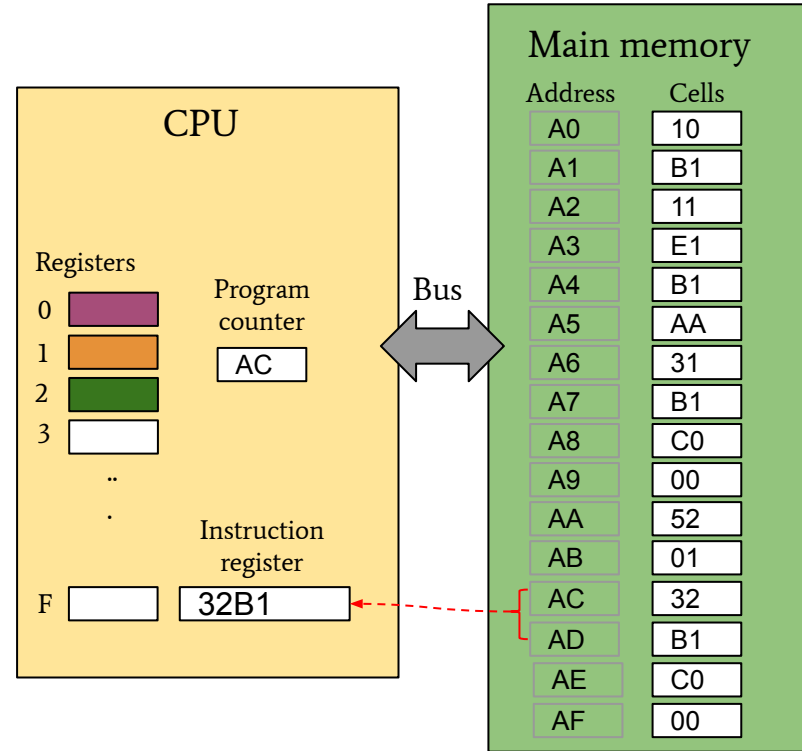 CPU
Registers
0
1
2
3
..
.
F
Program
counter
AC
Instruction
register
32B1
Bus
Main memory
Address Cells
A0 10
A1 B1
A2 11
A3 E1
A4 B1
A5 AA
A6 31
A7 B1
A8 C0
A9 00
AA 52
AB 01
AC 32
AD B1
AE C0
AF 00